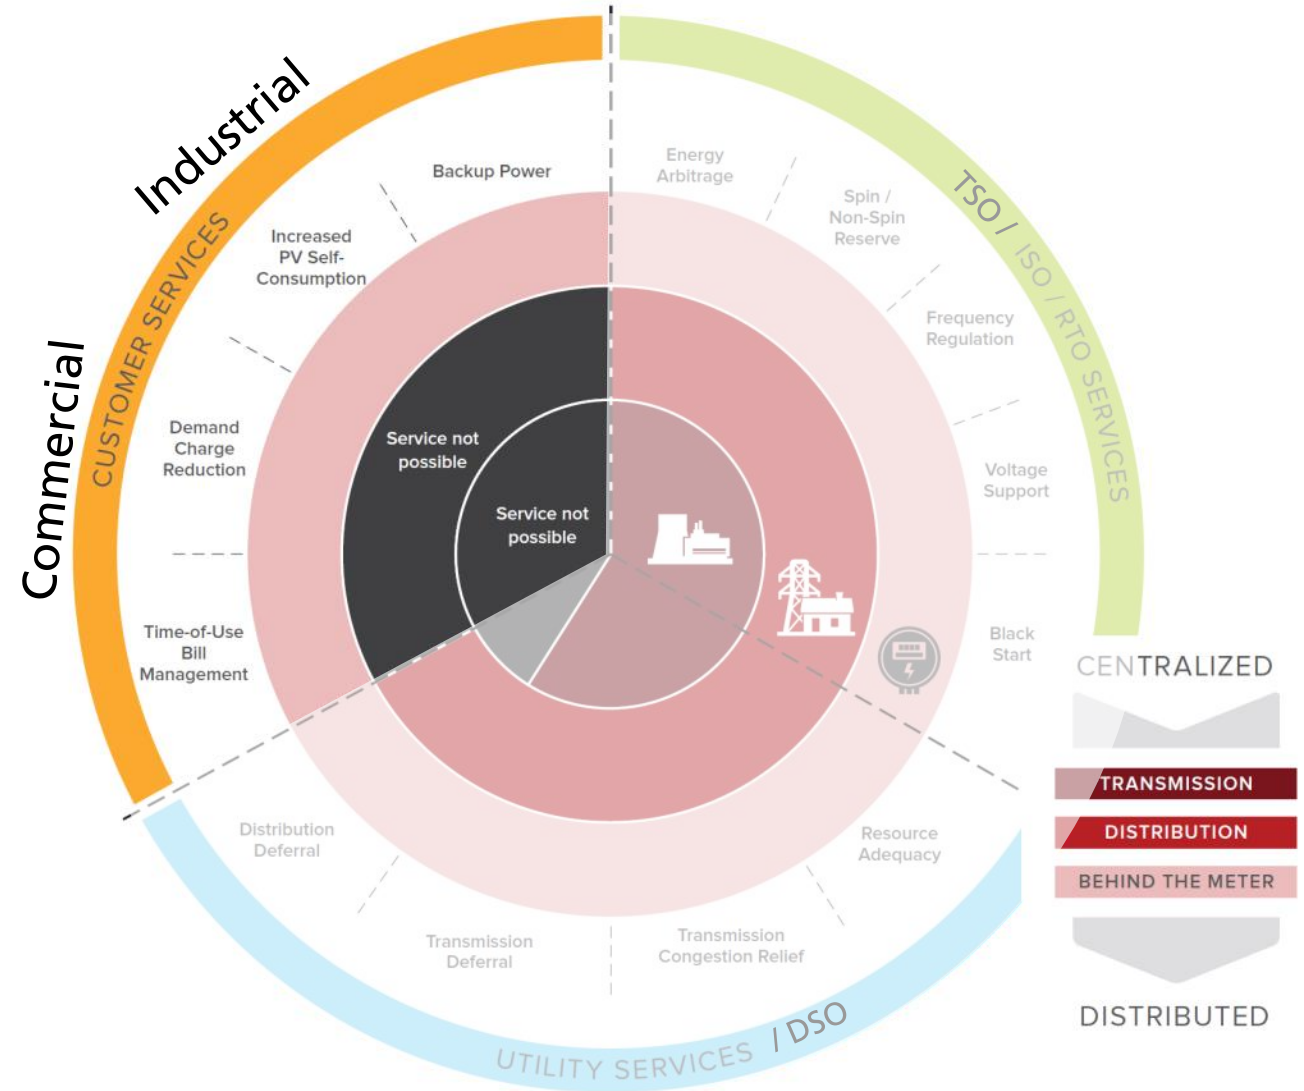 Industrial
Commercial
CUSTOMER SERVICES
TSO / ISO / RTO SERVICES
UTILITY SERVICES / DSO
Backup Power
Increased
PV Self-
Consumption
Demand
Charge
Reduction
Time-of-Use
Bill
Management
Energy
Arbitrage
Spin /
Non-Spin
Reserve
Frequency
Regulation
Voltage
Support
Black
Start
Resource
Adequacy
Transmission
Congestion Relief
Transmission
Deferral
Distribution
Deferral
Service not
possible
Service not
possible
CENTRALIZED
TRANSMISSION
DISTRIBUTION
BEHIND THE METER
DISTRIBUTED